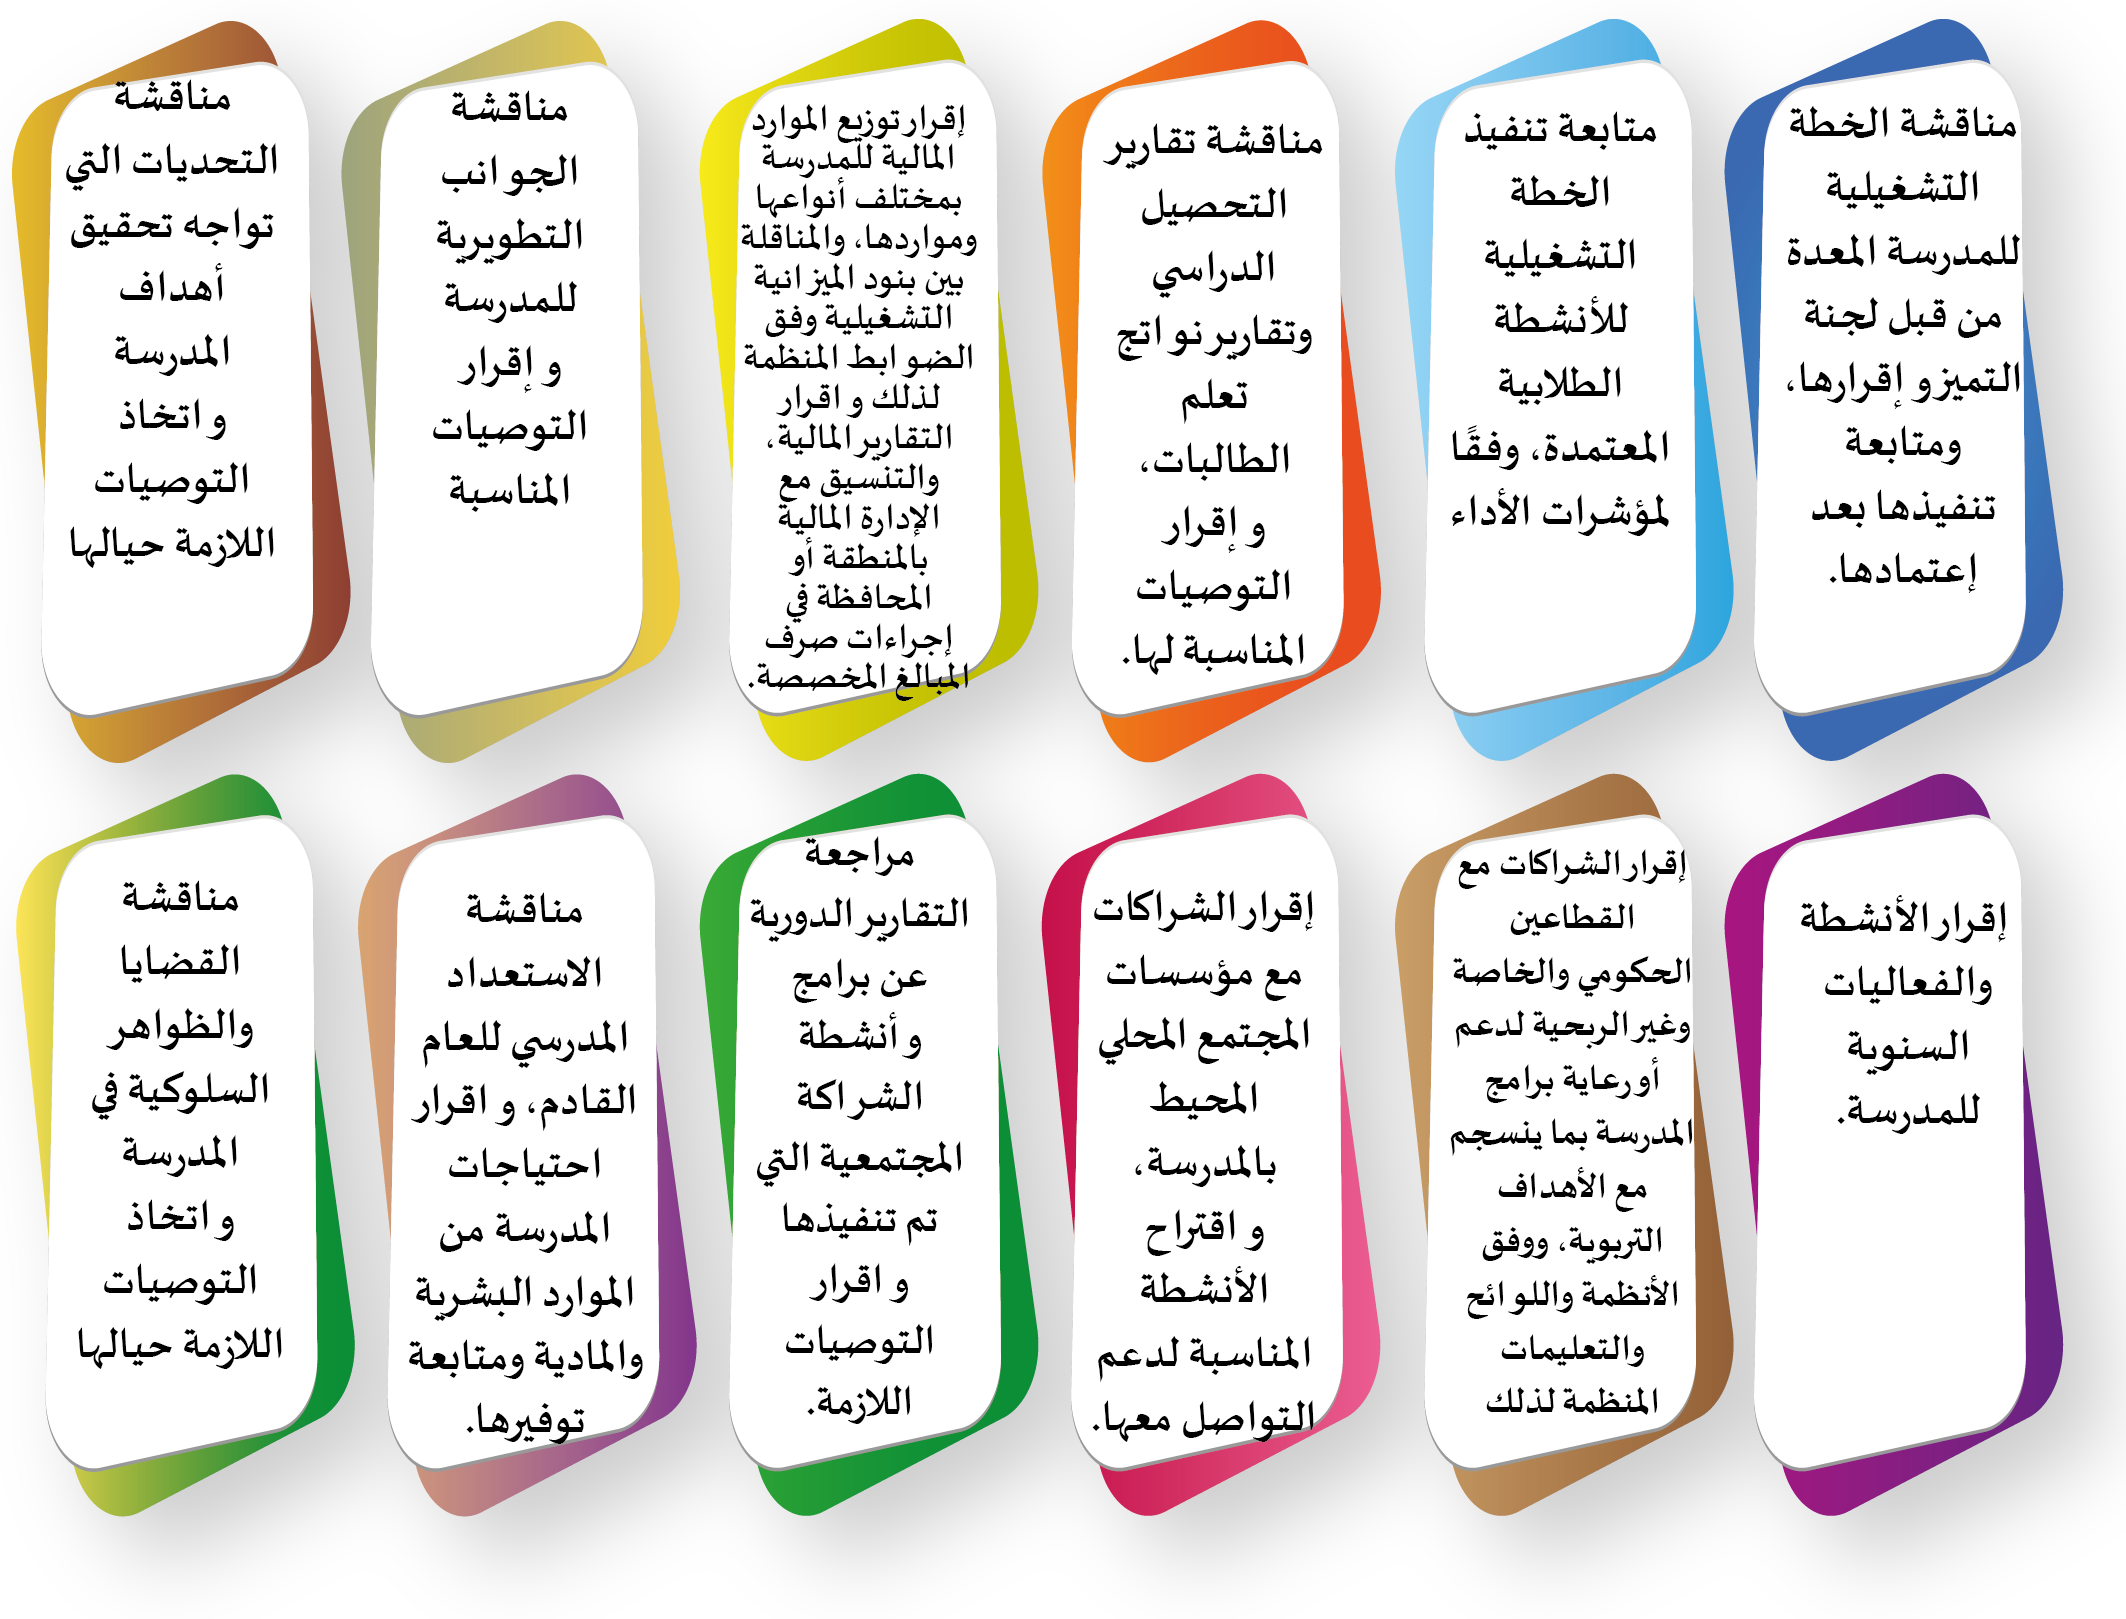 مناقشة الخطة
التشغيلية
للمدرسة المعدة
من قبل لجنة
التميز و إقرارها،
ومتابعة
تنفيذها بعد
إعتمادها.
متابعة تنفيذ
الخطة
التشغيلية
للأنشطة
الطلابية
المعتمدة، وفقًا
لمؤشرات الأداء
مناقشة تقارير
التحصيل
الدراسي
وتقارير نواتج
تعلم
الطالبات،
و إقرار
التوصيات
المناسبة لها.
إقرار توزيع الموارد
المالية للمدرسة
بمختلف أنواعها
ومواردها، والمناقلة
بين بنود الميزانية
التشغيلية وفق
الضوابط المنظمة
لذلك و اقرار
التقارير المالية،
والتنسيق مع
الإدارة المالية
بالمنطقة أو
المحافظة في
إجراءات صرف
المبالغ المخصصة.
مناقشة
الجوانب
التطويرية
للمدرسة
و إقرار
التوصيات
المناسبة
مناقشة
التحديات التي
تواجه تحقيق
أهداف
المدرسة
و اتخاذ
التوصيات
اللازمة حيالها
إقرار الأنشطة
والفعاليات
السنوية
للمدرسة.
إقرار الشراكات مع
القطاعين
الحكومي والخاصة
وغير الربحية لدعم
أورعاية برامج
المدرسة بما ينسجم
مع الأهداف
التربوية، ووفق
الأنظمة واللوائح
والتعليمات
المنظمة لذلك
إقرار الشراكات
مع مؤسسات
المجتمع المحلي
المحيط
بالمدرسة،
و اقتراح
الأنشطة
المناسبة لدعم
التواصل معها.
مراجعة
التقارير الدورية
عن برامج
و أنشطة
الشراكة
المجتمعية التي
تم تنفيذها
و اقرار
التوصيات
اللازمة.
مناقشة
الاستعداد
المدرسي للعام
القادم، و اقرار
احتياجات
المدرسة من
الموارد البشرية
والمادية ومتابعة
توفيرها.
مناقشة
القضايا
والظواهر
السلوكية في
المدرسة
و اتخاذ
التوصيات
اللازمة حيالها